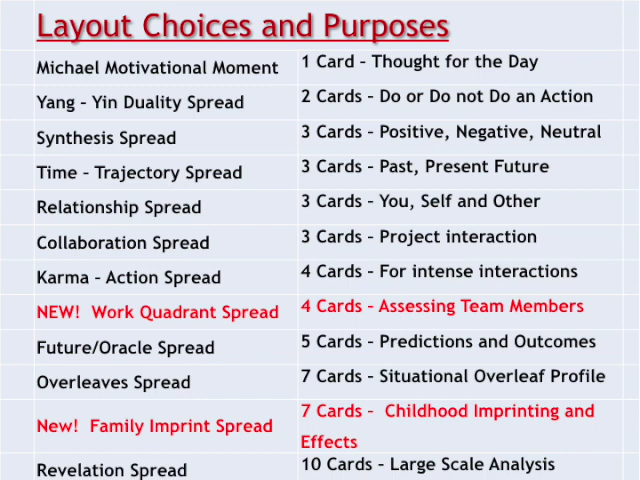 Layout Choices and Purposes
Michael Motivational Moment 1 Card – Thought for the Day
Yang – Yin Duality Spread 2 Cards – Do or Do not Do an Action
Synthesis Spread 3 Cards – Positive, Negative, Neutral
Time – Trajectory Spread 3 Cards – Past, Present Future
Relationship Spread 3 Cards – You, Self and Other
Collaboration Spread 3 Cards – Project interaction
Karma – Action Spread 4 Cards – For intense interactions
NEW!  Work Quadrant Spread 4 Cards – Assessing Team Members
Future/Oracle Spread 5 Cards – Predictions and Outcomes
Overleaves Spread 7 Cards – Situational Overleaf Profile
New!  Family Imprint Spread 7 Cards –  Childhood Imprinting and
Effects
Revelation Spread 10 Cards – Large Scale Analysis